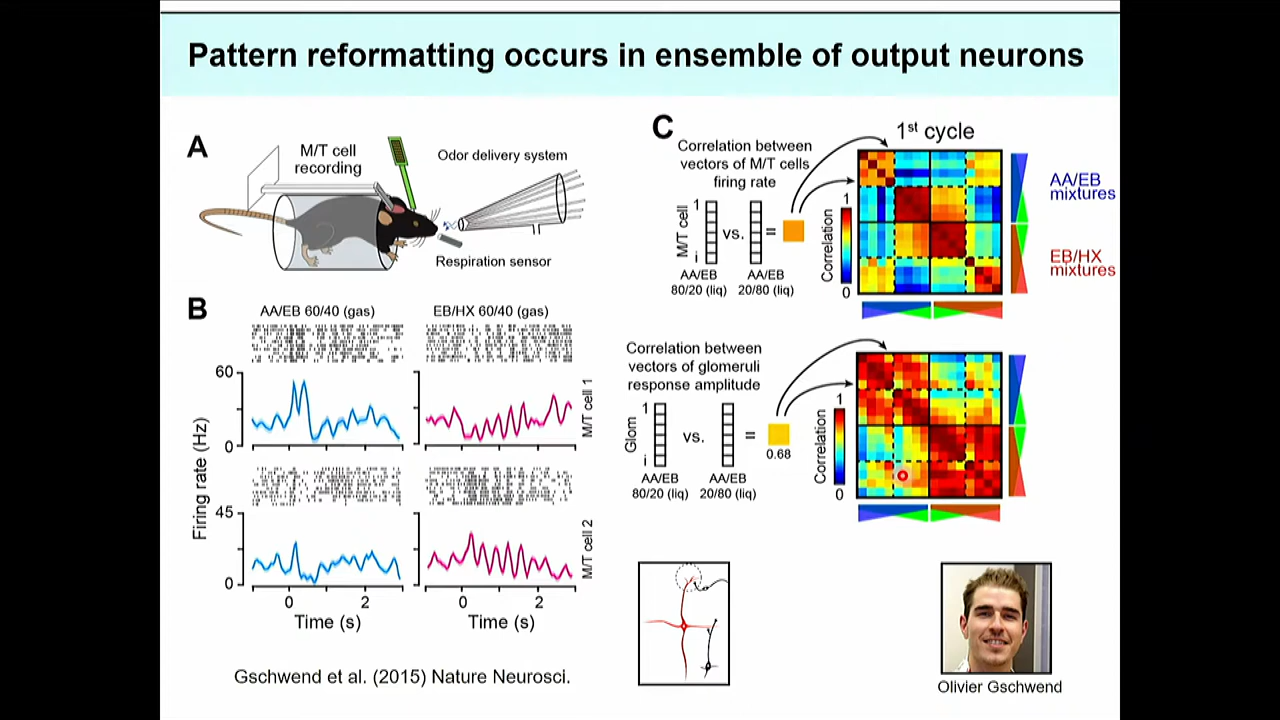 Pattern reformatting occurs in ensemble of output neurons
A
M/T cell
recording
Odor delivery system
Respiration sensor
B
AA/EB 60/40 (gas)
EB/HX 60/40 (gas)
60
0
M/T cell 1
Firing rate (Hz)
45
0
M/T cell 2
0
2
0
2
Time (s)
Time (s)
Gschwend et al. (2015) Nature Neurosci.
C
Correlation between
vectors of M/T cells
firing rate
1
M/T cell
i
vs.
=
AA/EB
80/20 (liq)
AA/EB
20/80 (liq)
1st cycle
1
Correlation
0
AA/EB
mixtures
EB/HX
mixtures
Correlation between
vectors of glomeruli
response amplitude
1
Glom
i
vs.
=
0.68
AA/EB
80/20 (liq)
AA/EB
20/80 (liq)
1
Correlation
0
Olivier Gschwend